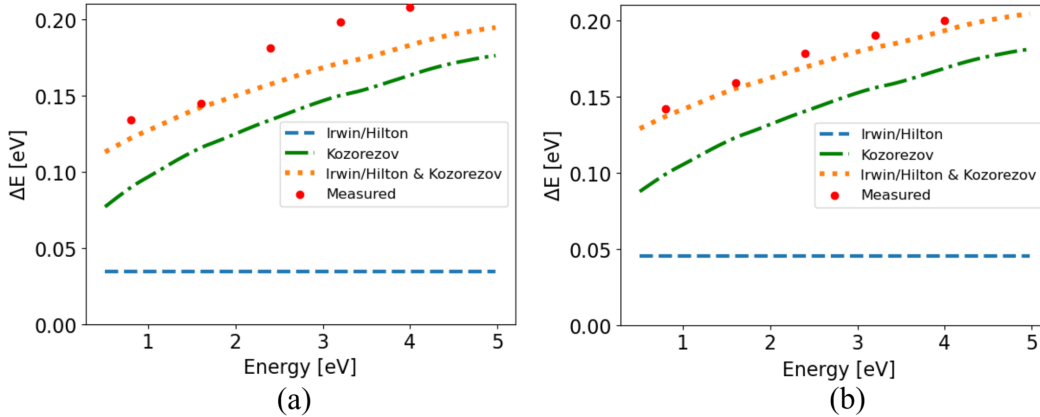 0.20
0.15
0.10
0.05
0.00
ΔE [eV]
Irwin/Hilton
Kozorezov
Irwin/Hilton & Kozorezov
Measured
1 2 3 4 5
Energy [eV]
(a)
0.20
0.15
0.10
0.05
0.00
ΔE [eV]
Irwin/Hilton
Kozorezov
Irwin/Hilton & Kozorezov
Measured
1 2 3 4 5
Energy [eV]
(b)